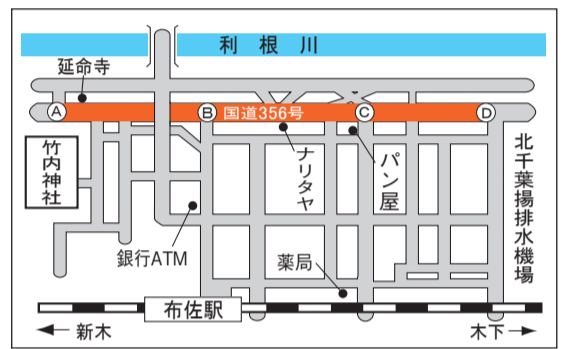 利根川
延命寺
A
B
国道356号
C
D
竹内神社
ナリタヤ
パン屋
北千葉揚排水機場
銀行ATM
薬局
布佐駅
新木
木下